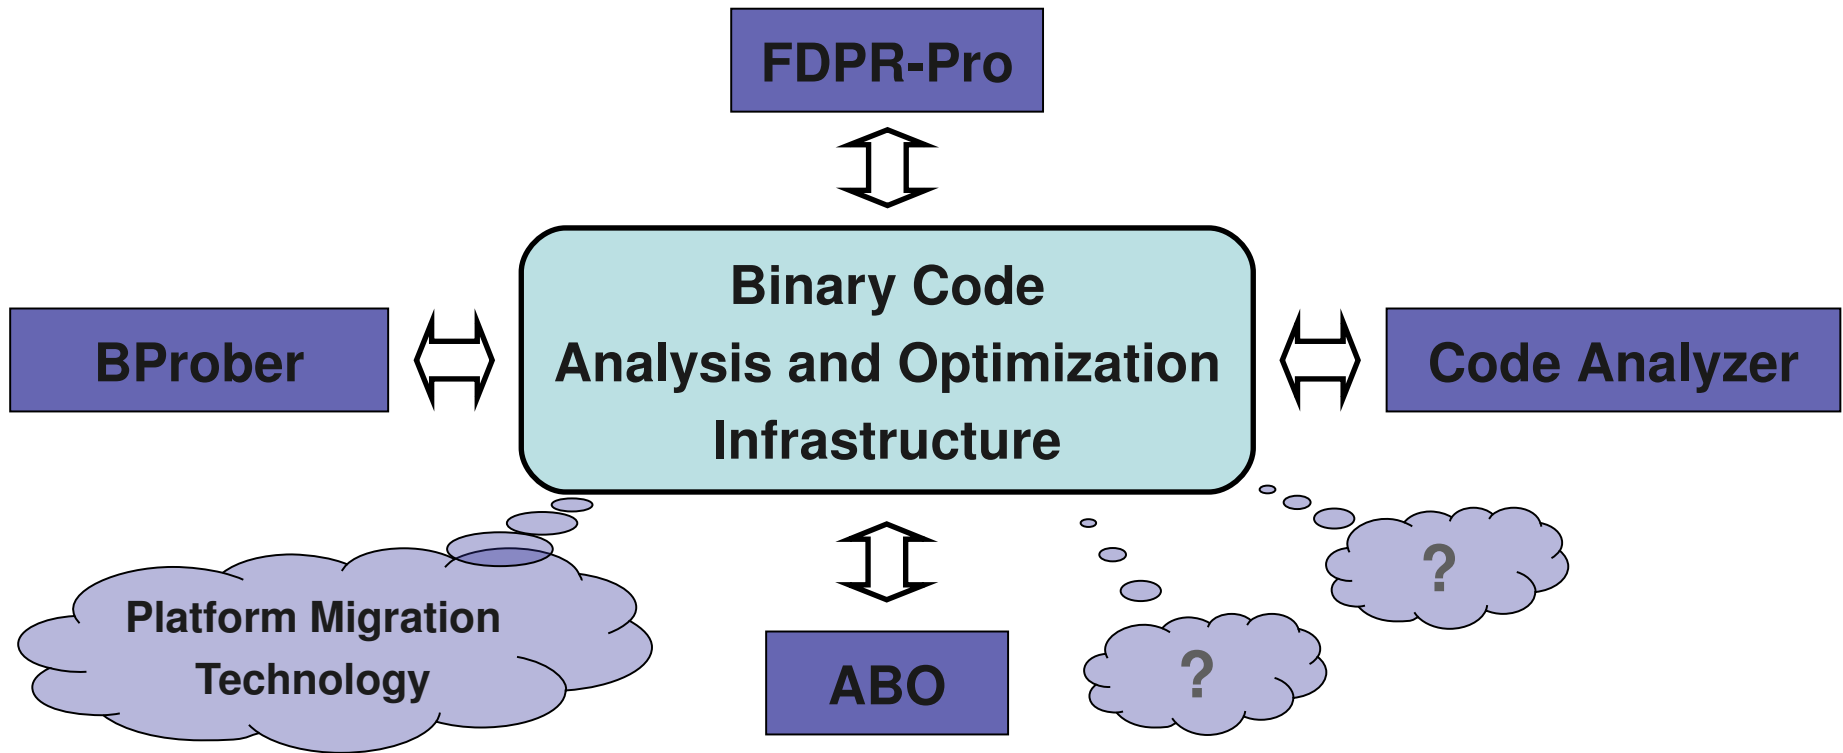 FDPR-Pro
Binary Code
Analysis and Optimization
Infrastructure
BProber
Code Analyzer
Platform Migration
Technology
ABO
?
?